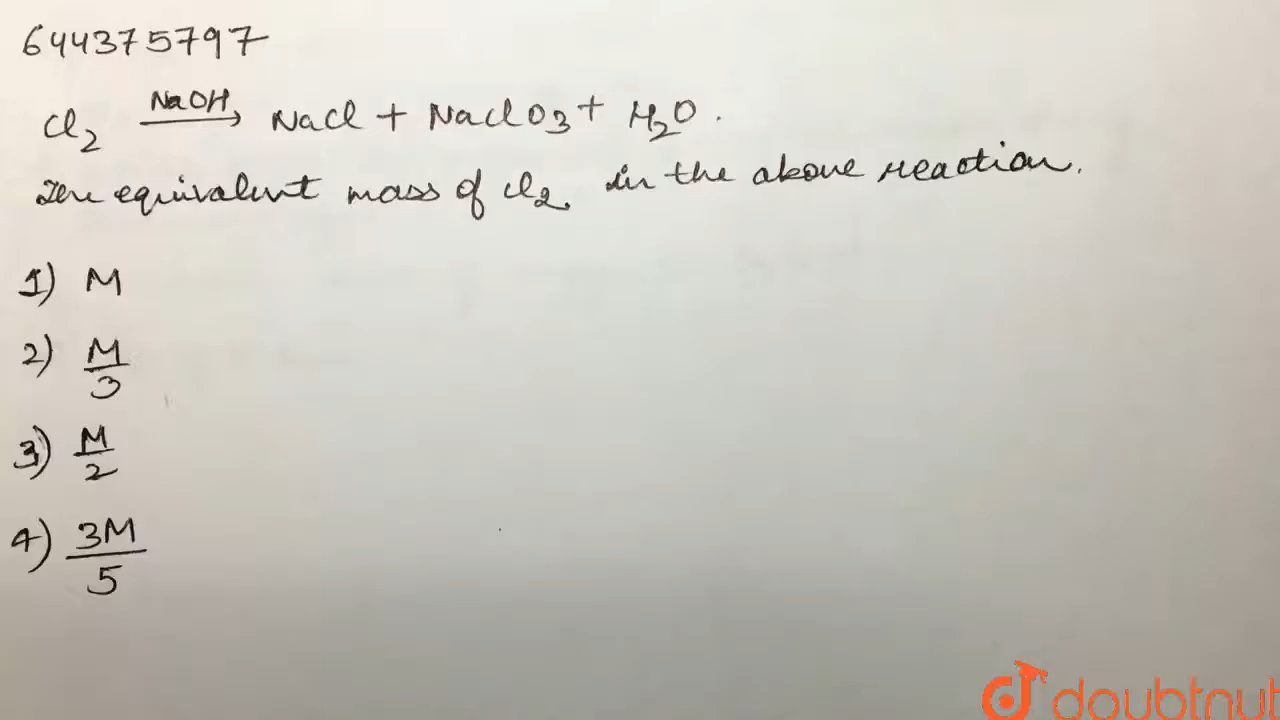 644375797
Cl2 NaOH→ NaCl + NaClO3 + H2O.
The equivalent mass of Cl2 in the above reaction.
1) M
2) M/3
3) M/2
4) 3M/5
doubtnut